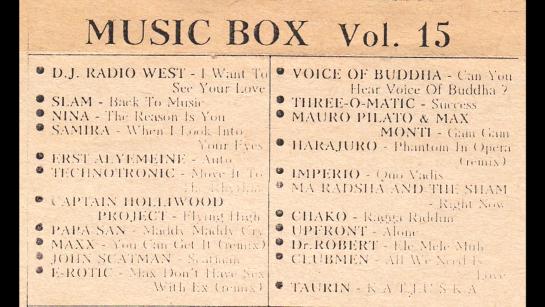 MUSIC BOX Vol. 15
D.J. RADIO WEST - I Want To
See Your Love
SLAM - Back To Music
NINA - The Reason Is You
SAMIRA - When I Look Into
Your Eyes
ERST ALYEMEINE - Auto
TECHNOTRONIC - Move It To
The Rhythm
CAPTAIN HOLLIWOOD
PROJECT - Flying High
PAPA SAN - Maddy Maddy Cry
MAXX - You Can Get It (remix)
JOHN SCATMAN - Scatman
E-ROTIC - Max Don't Have Sex
With Ex (remix)
VOICE OF BUDDHA - Can You
Hear Voice Of Buddha ?
THREE-O-MATIC - Success
MAURO PILATO & MAX
MONTI - Gam Gam
HARAJURO - Phantom In Opera
(remix)
IMPERIO - Quo Vadis
MA RADSHA AND THE SHAM
- Right Now
CHAKO - Ragga Riddim
UPFRONT - Alone
Dr.ROBERT - Ele Mele Muh
CLUBMEN - All We Need Is
Love
TAURIN - K A T J U S K A